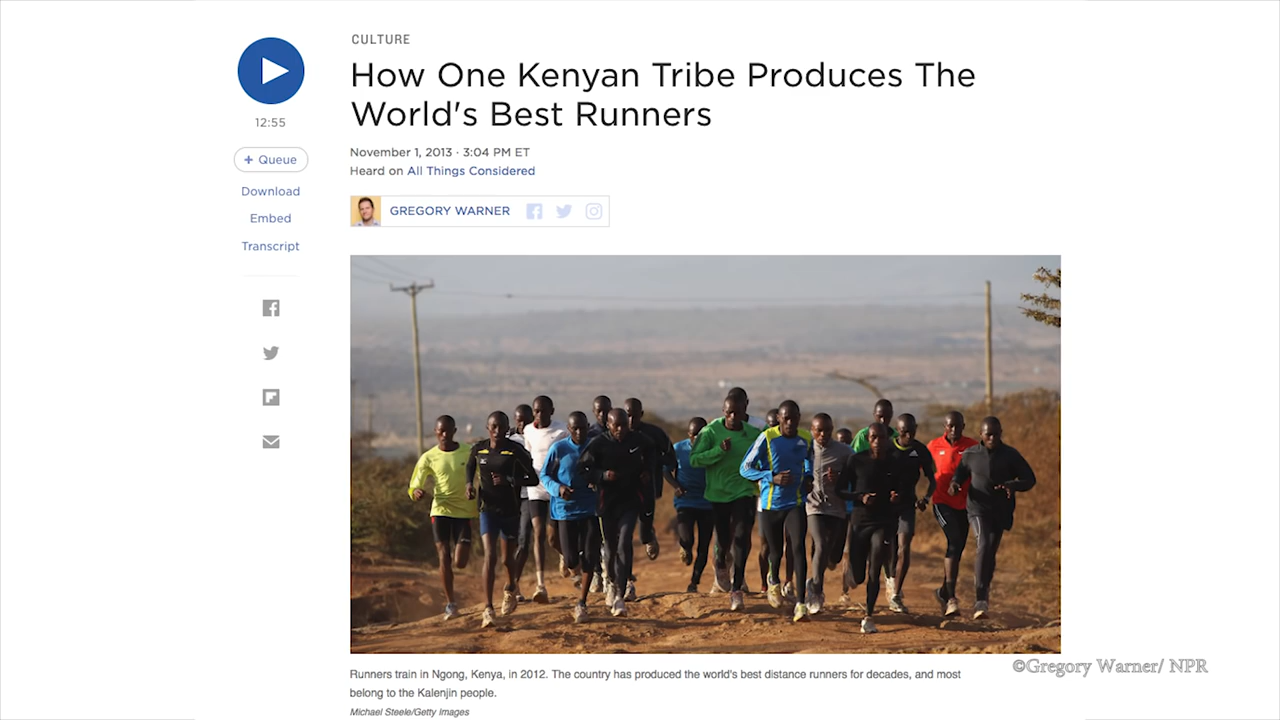 CULTURE
How One Kenyan Tribe Produces The
World's Best Runners
12:55
November 1, 2013 · 3:04 PM ET
+ Queue
Heard on All Things Considered
Download
GREGORY WARNER
Embed
Transcript
Runners train in Ngong, Kenya, in 2012. The country has produced the world's best distance runners for decades, and most
belong to the Kalenjin people.
Michael Steele/Getty Images
©Gregory Warner/ NPR